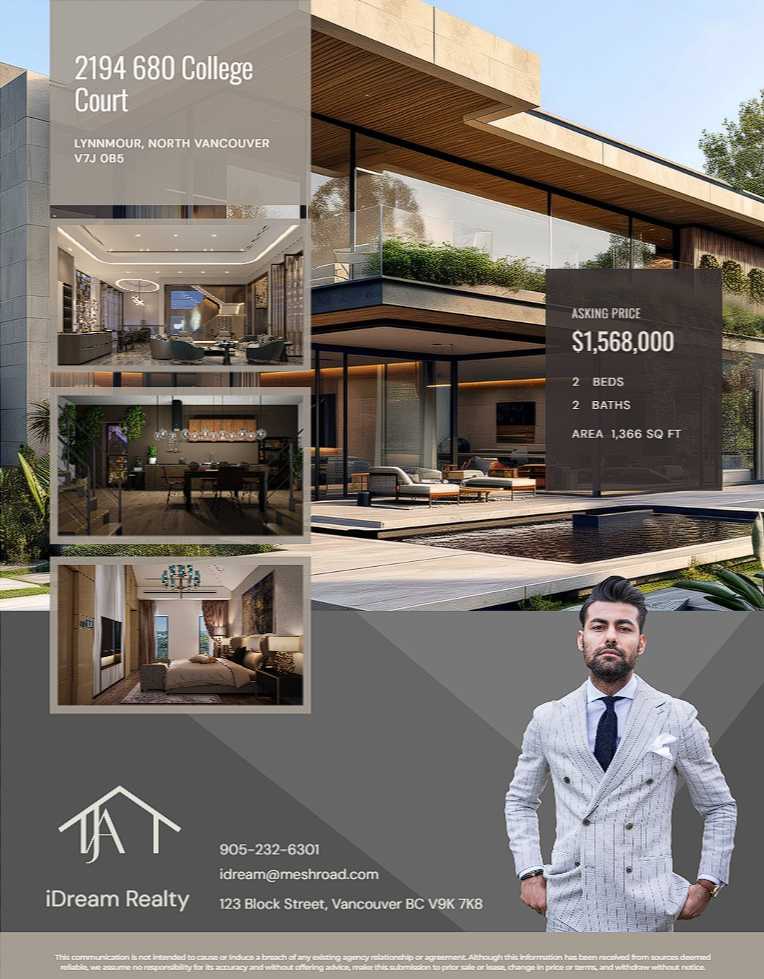 2194 680 College
Court
LYNNMOUR, NORTH VANCOUVER
V7J 0B5
ASKING PRICE
$1,568,000
2 BEDS
2 BATHS
AREA 1,366 SQ FT
iDream Realty
905-232-6301
idream@meshroad.com
123 Block Street, Vancouver BC V9K 7K8
This communication is not intended to cause or induce a breach of any existing agency relationship or agreement. Although this information has been received from sources deemed
reliable, we assume no responsibility for its accuracy and without offering advice, make this submission to prior sale or lease, change in price or terms, and withdraw without notice.